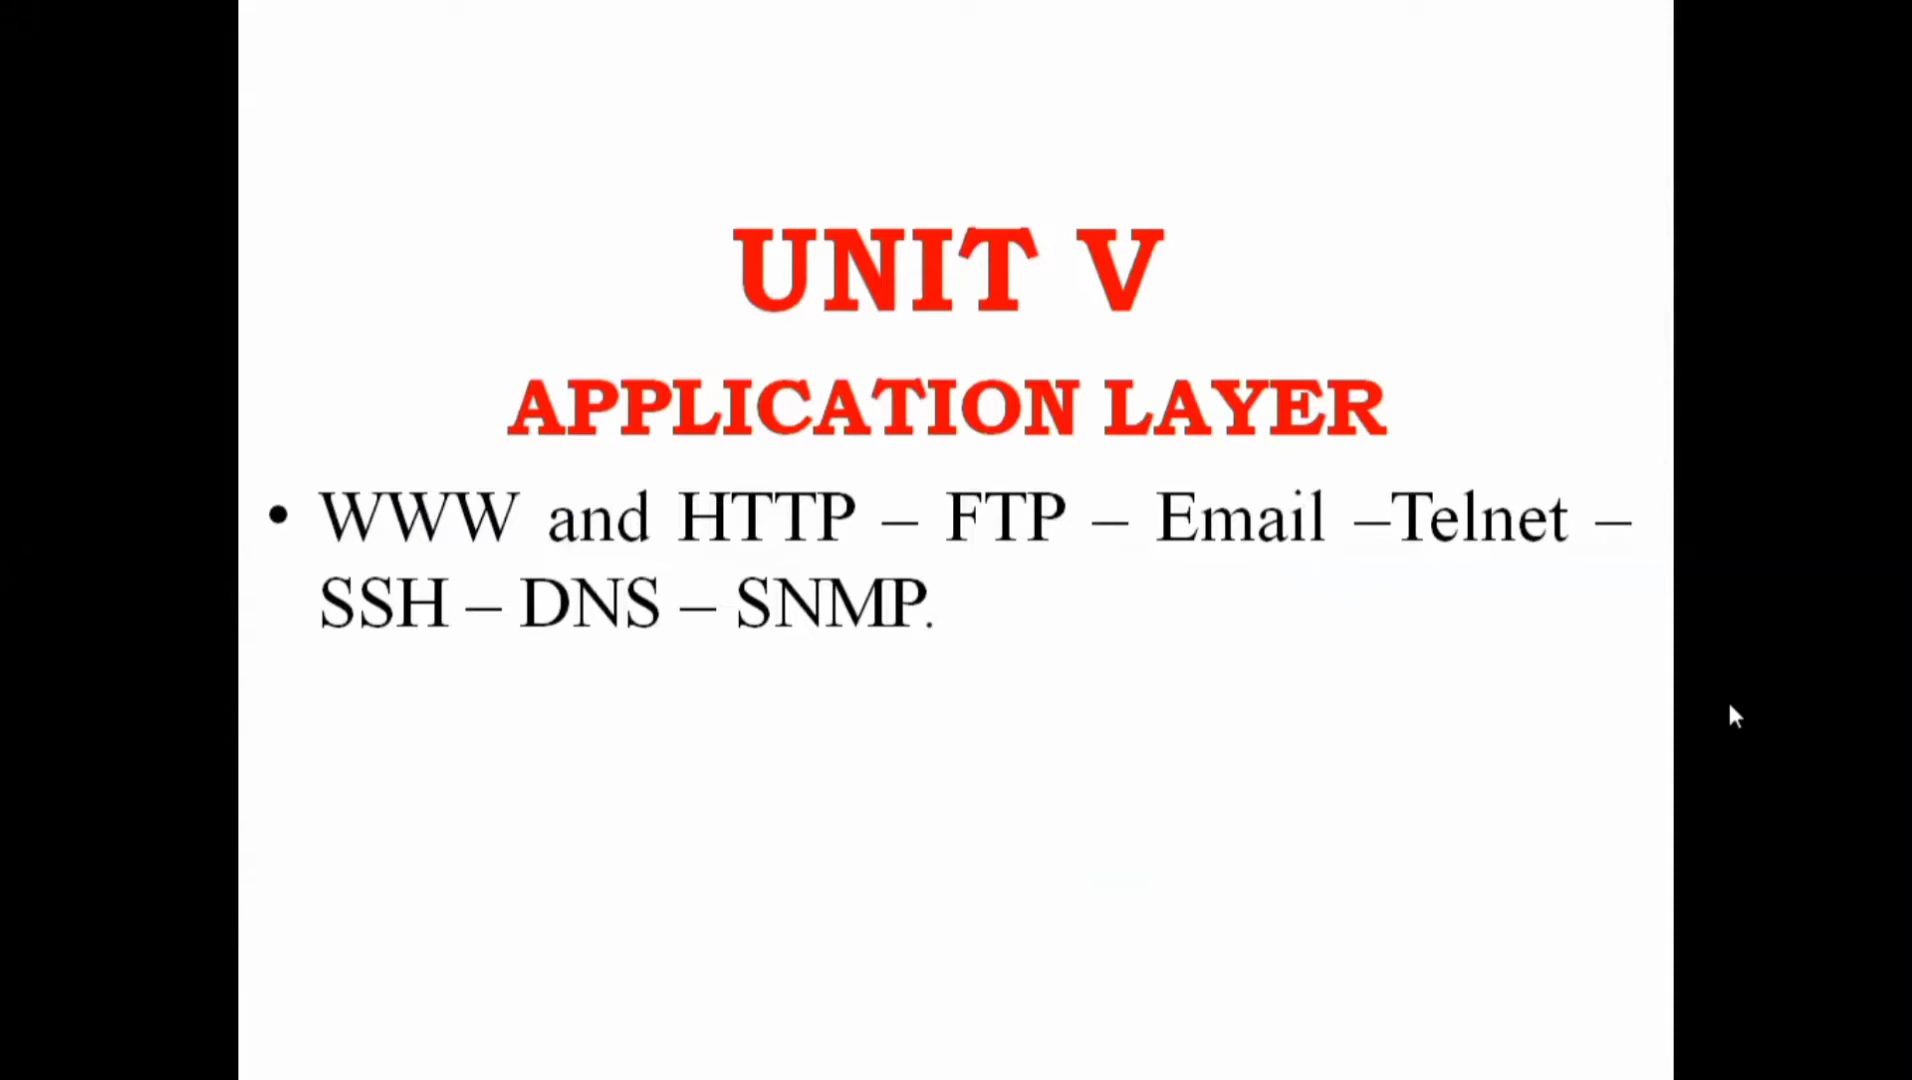 UNIT V
APPLICATION LAYER
• WWW and HTTP – FTP – Email –Telnet –
SSH – DNS – SNMP.